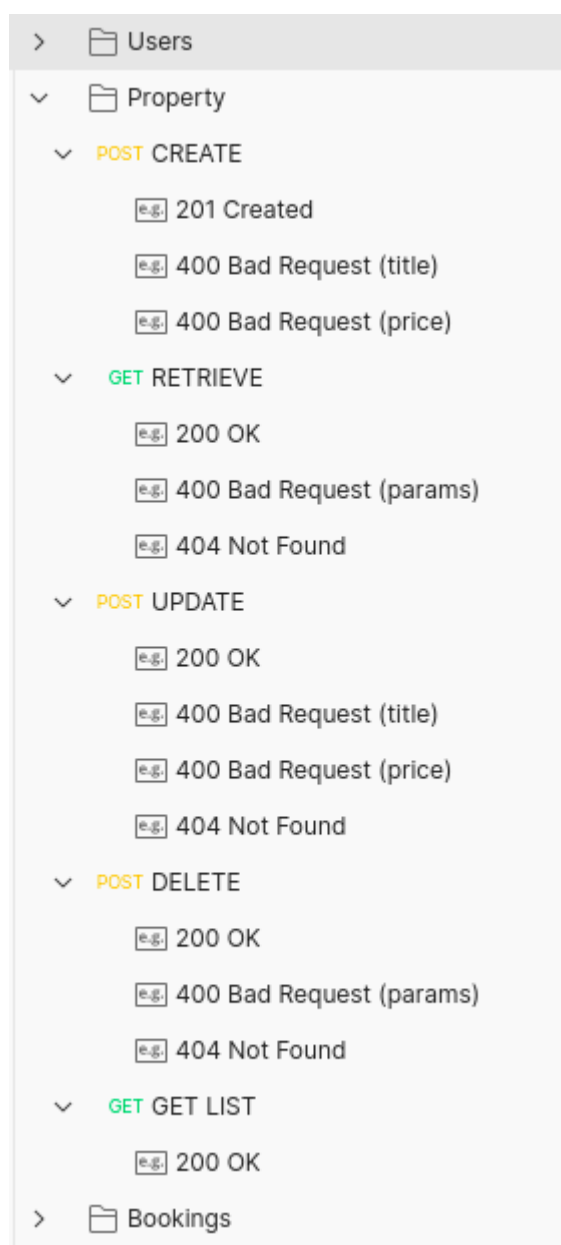 Users
Property
POST CREATE
e.g. 201 Created
e.g. 400 Bad Request (title)
e.g. 400 Bad Request (price)
GET RETRIEVE
e.g. 200 OK
e.g. 400 Bad Request (params)
e.g. 404 Not Found
POST UPDATE
e.g. 200 OK
e.g. 400 Bad Request (title)
e.g. 400 Bad Request (price)
e.g. 404 Not Found
POST DELETE
e.g. 200 OK
e.g. 400 Bad Request (params)
e.g. 404 Not Found
GET GET LIST
e.g. 200 OK
Bookings